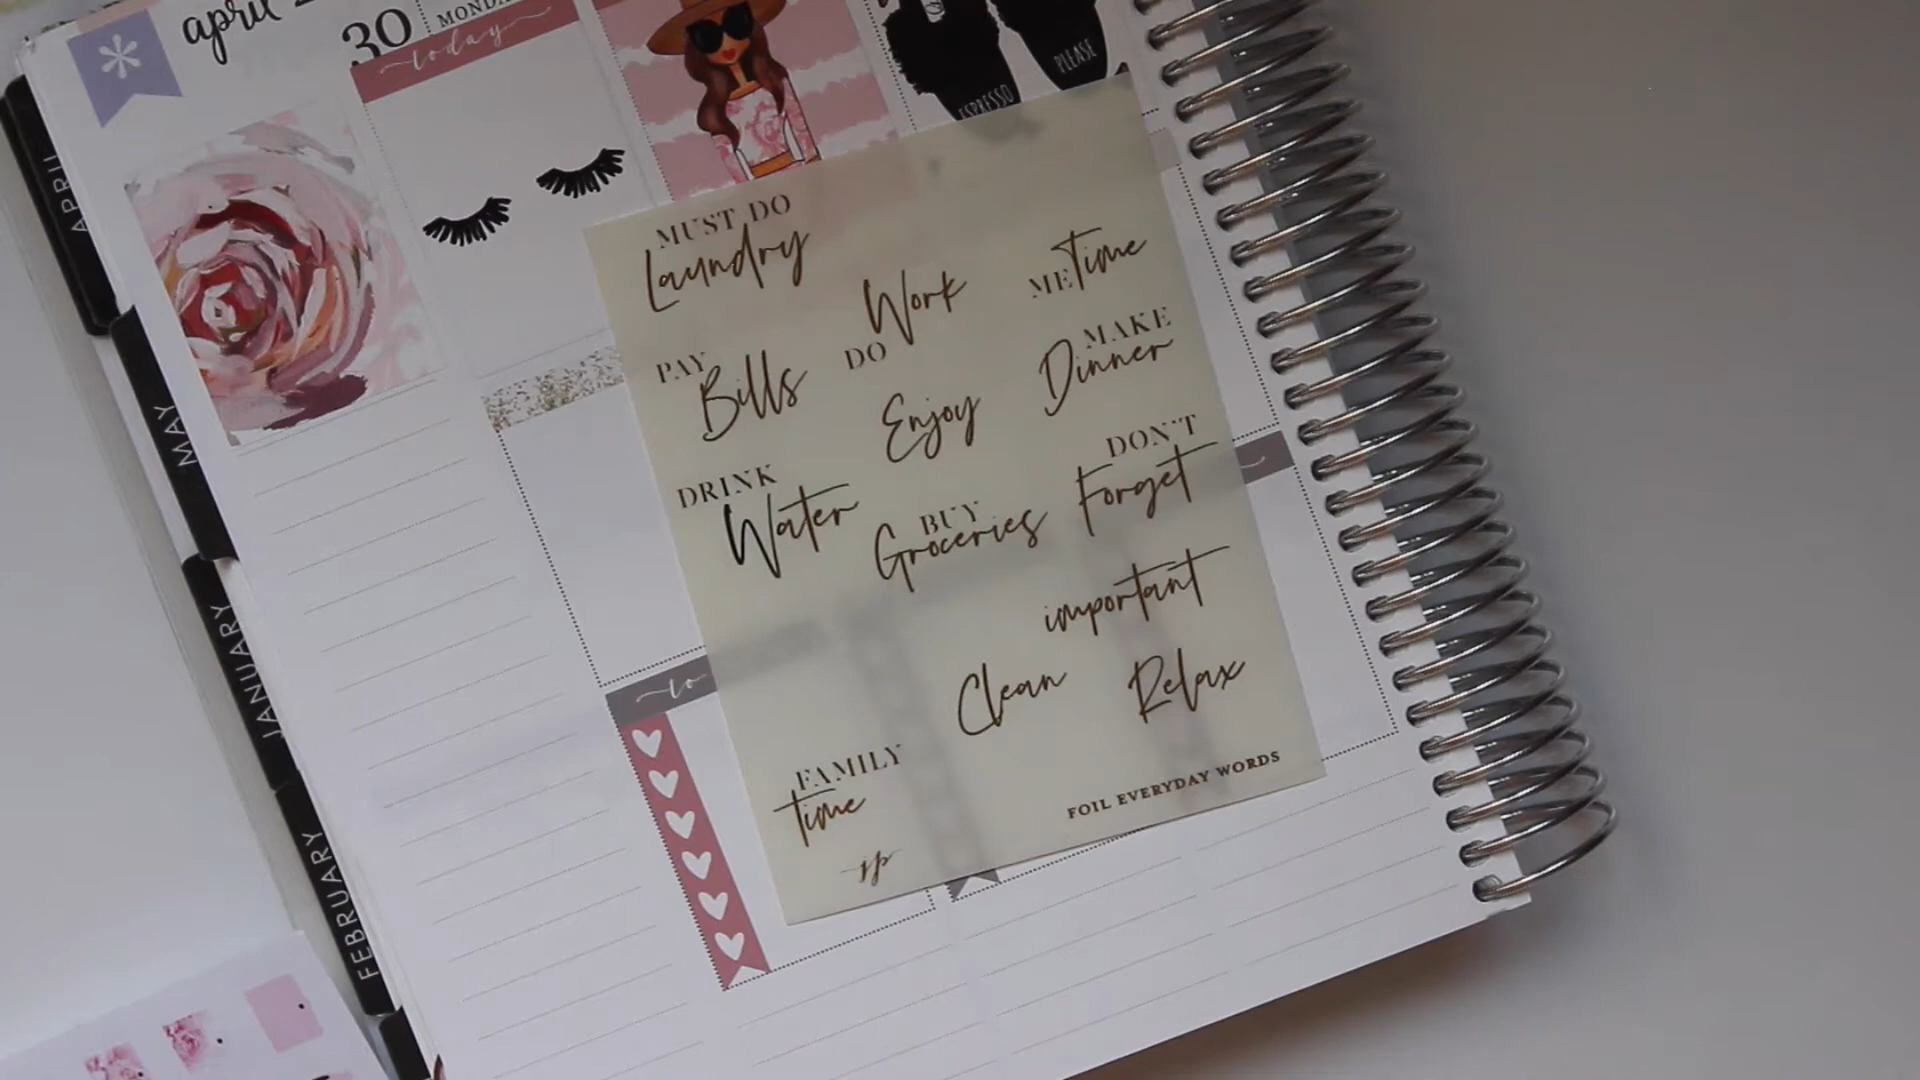 april
30
MONDA
today
ESPRESSO
PLEASE
APRIL
MAY
JANUARY
FEBRUARY
MUST DO
Laundry
Work
DO
ME Time
PAY
Bills
Enjoy
MAKE
Dinner
DRINK
Water
BUY
Groceries
DON'T
Forget
important
Clean
Relax
to
FAMILY
time
jp
FOIL EVERYDAY WORDS